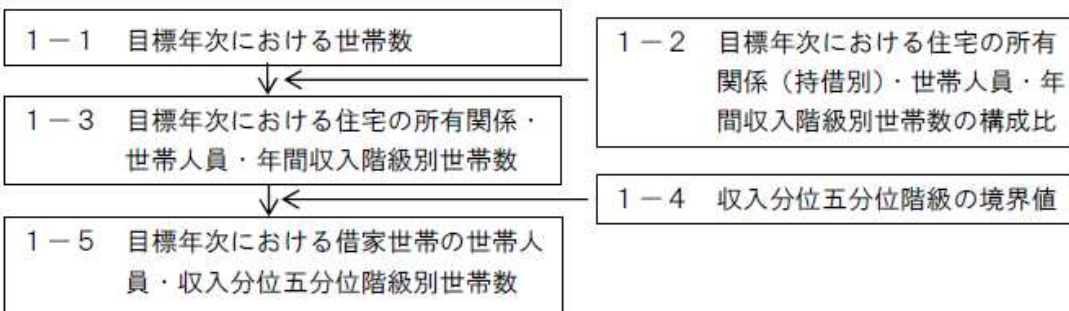 1－1　目標年次における世帯数
1－2　目標年次における住宅の所有
関係（持借別）・世帯人員・年
間収入階級別世帯数の構成比
1－3　目標年次における住宅の所有関係・
世帯人員・年間収入階級別世帯数
1－4　収入分位五分位階級の境界値
1－5　目標年次における借家世帯の世帯人
員・収入分位五分位階級別世帯数